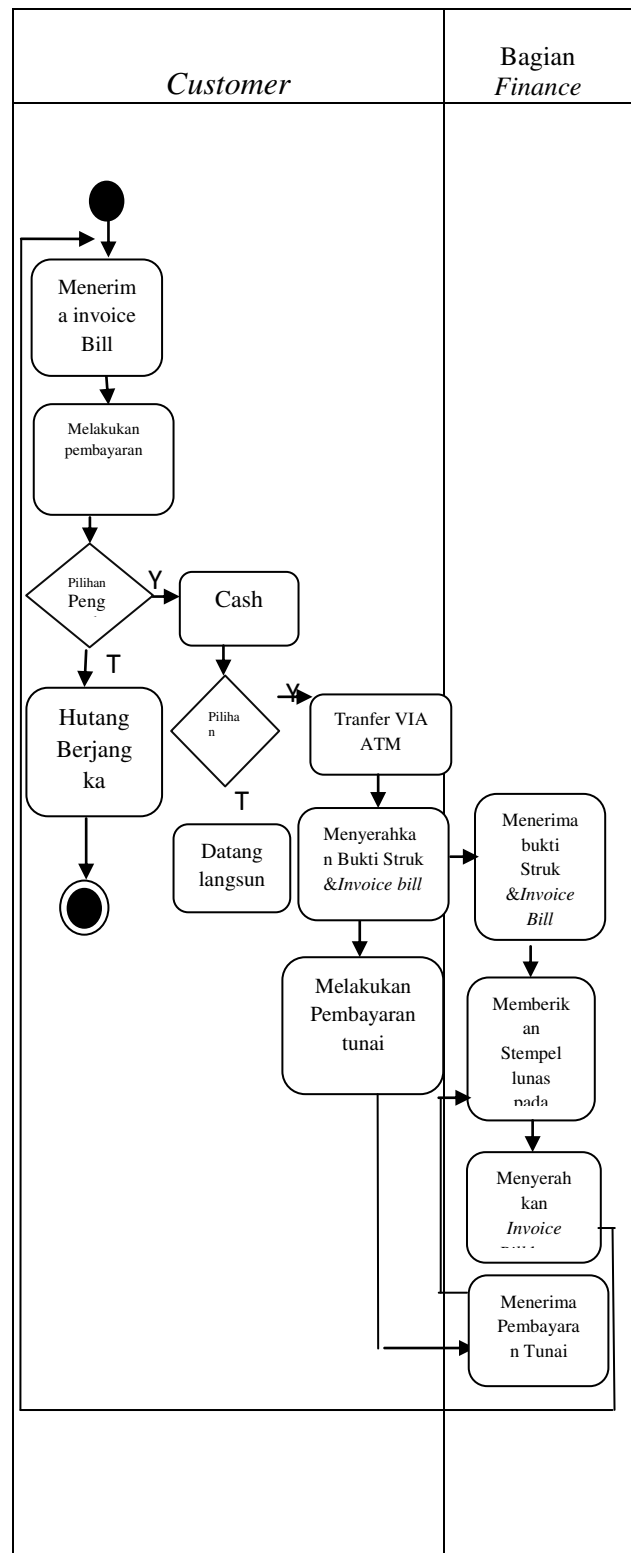 Customer
Bagian
Finance
Menerim
a invoice
Bill
Melakukan
pembayaran
Pilihan
Peng
Y
T
Cash
Hutang
Berjang
ka
Piliha
n
Y
T
Tranfer VIA
ATM
Datang
langsun
Menyerahka
n Bukti Struk
&Invoice bill
Menerima
bukti
Struk
&Invoice
Bill
Melakukan
Pembayaran
tunai
Memberik
an
Stempel
lunas
pada
Menyerah
kan
Invoice
Menerima
Pembayara
n Tunai